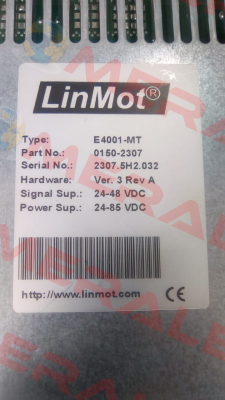 LinMot®
Type: E4001-MT
Part No.: 0150-2307
Serial No.: 2307.5H2.032
Hardware: Ver. 3 Rev A
Signal Sup.: 24-48 VDC
Power Sup.: 24-85 VDC
http://www.linmot.com CE